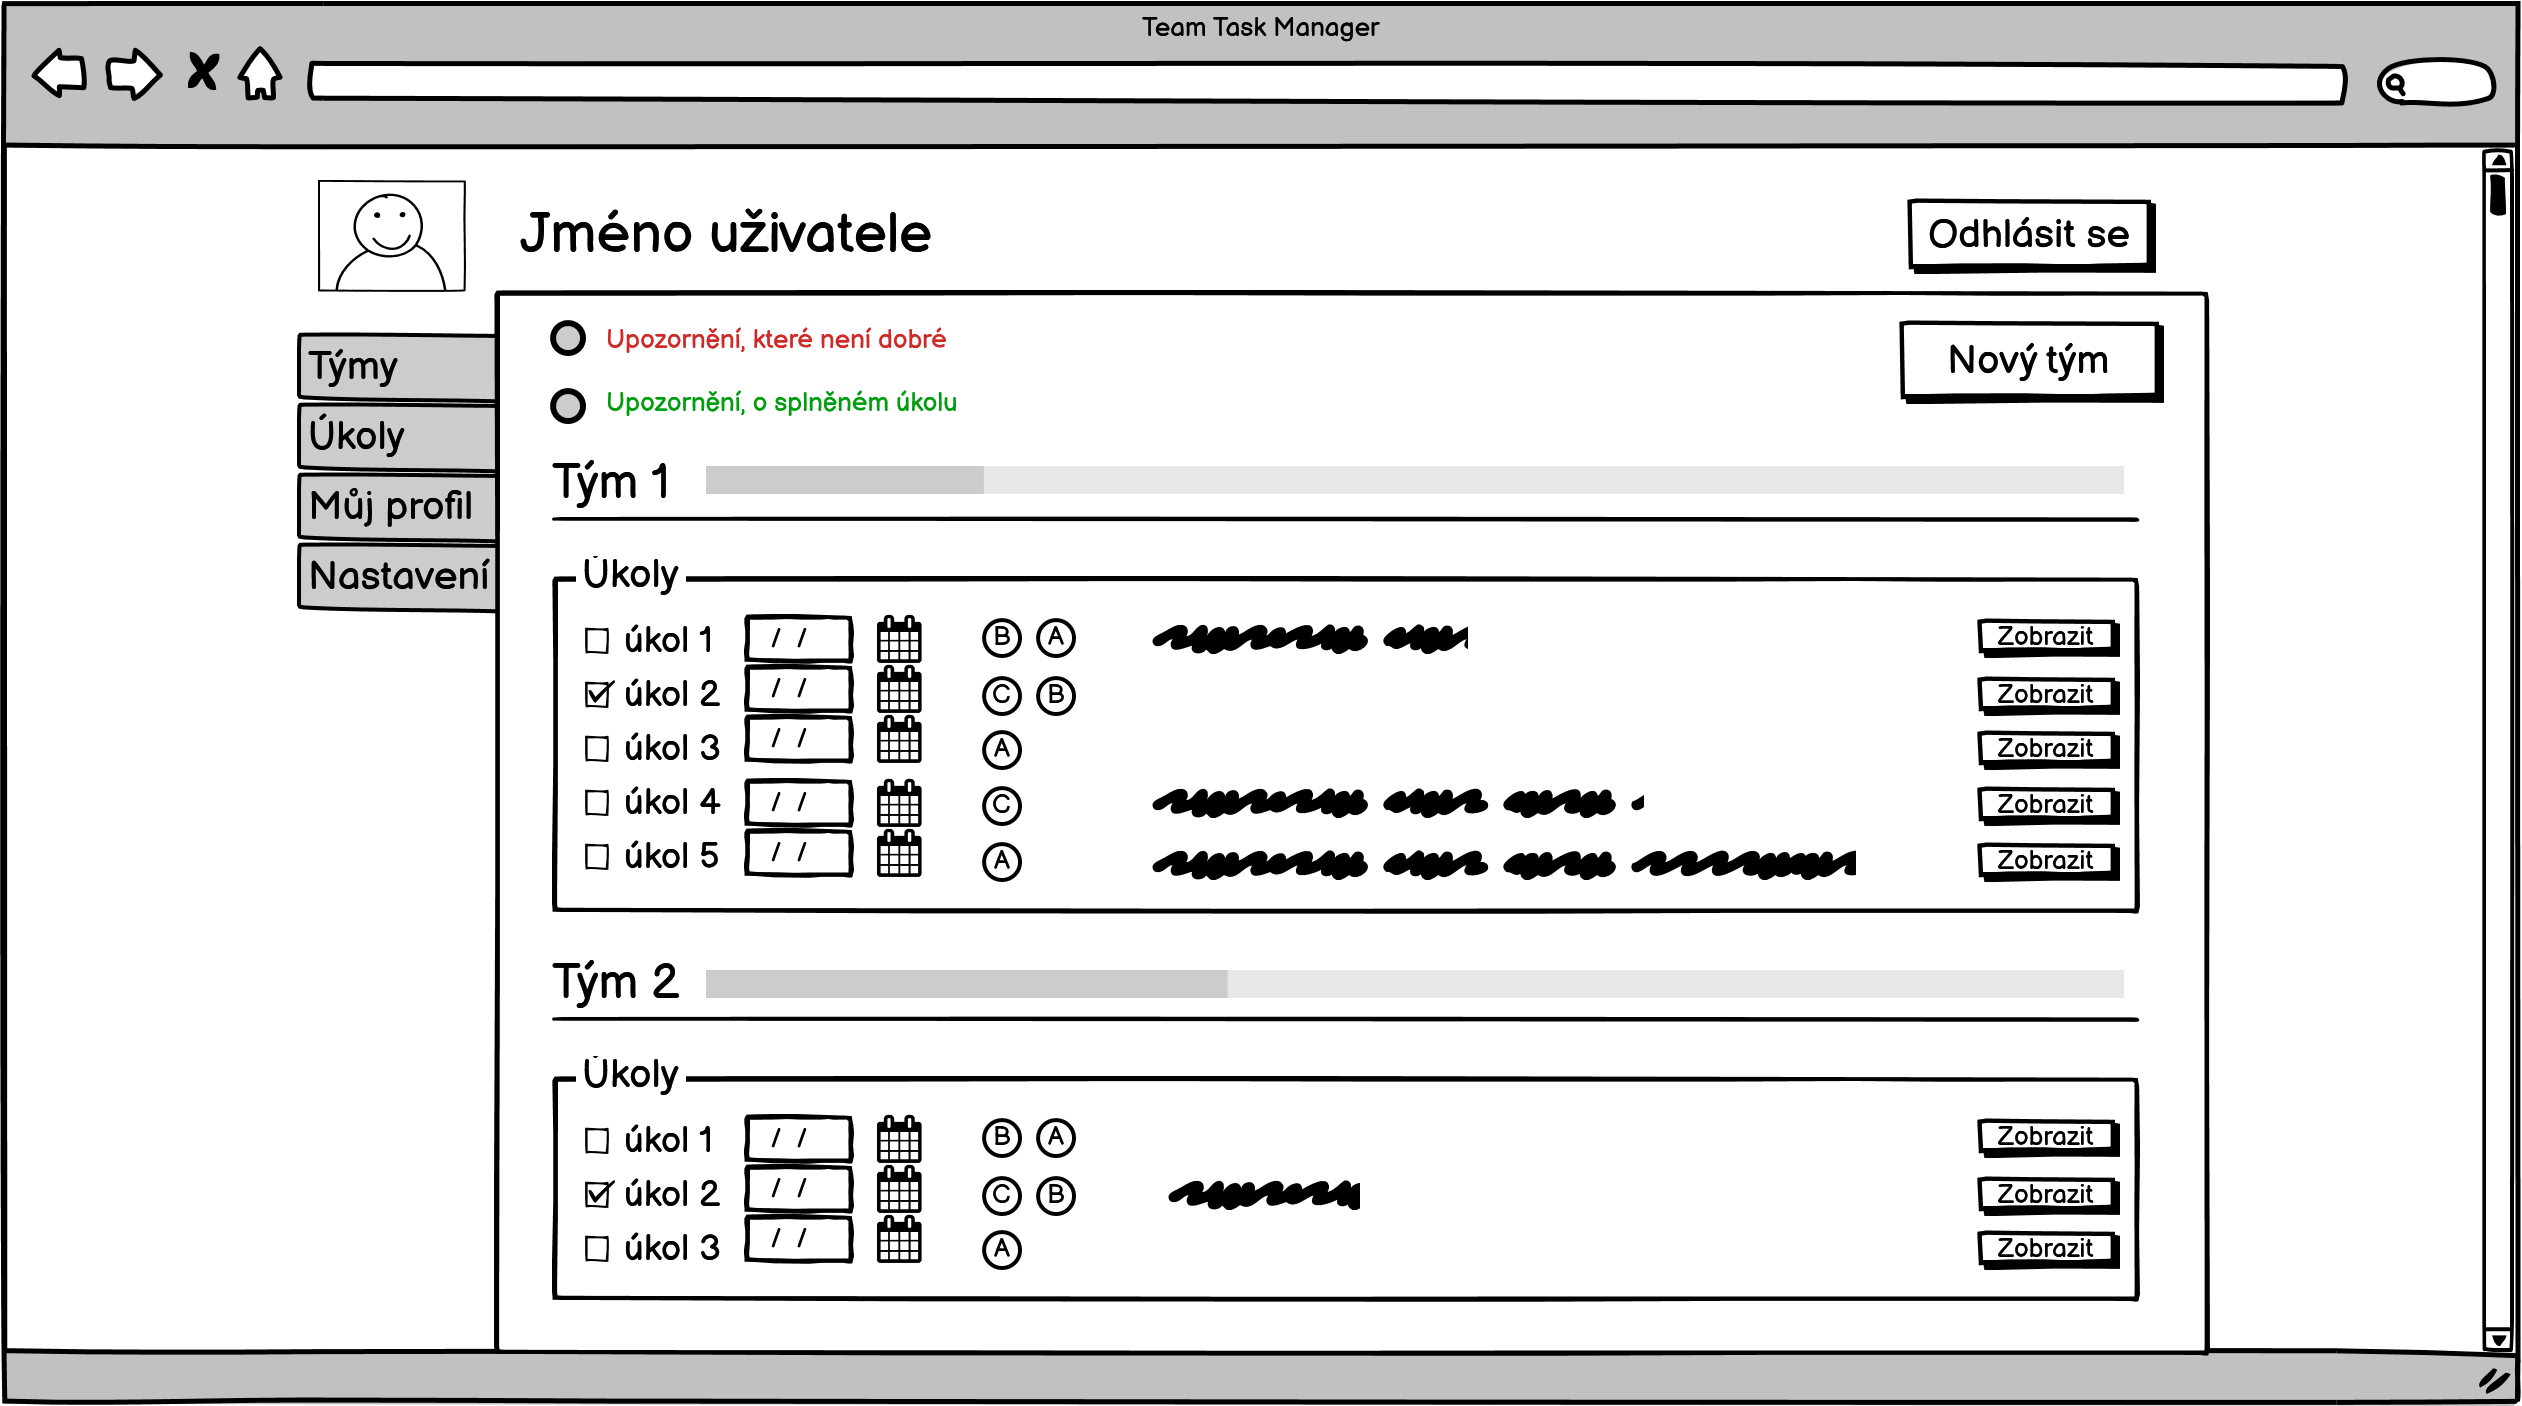 Team Task Manager
Jméno uživatele
Odhlásit se
Týmy
Úkoly
Můj profil
Nastavení
Upozornění, které není dobré
Nový tým
Upozornění, o splněném úkolu
Tým 1
Úkoly
úkol 1 / / B A Zobrazit
úkol 2 / / C B Zobrazit
úkol 3 / / A Zobrazit
úkol 4 / / C Zobrazit
úkol 5 / / A Zobrazit
Tým 2
Úkoly
úkol 1 / / B A Zobrazit
úkol 2 / / C B Zobrazit
úkol 3 / / A Zobrazit